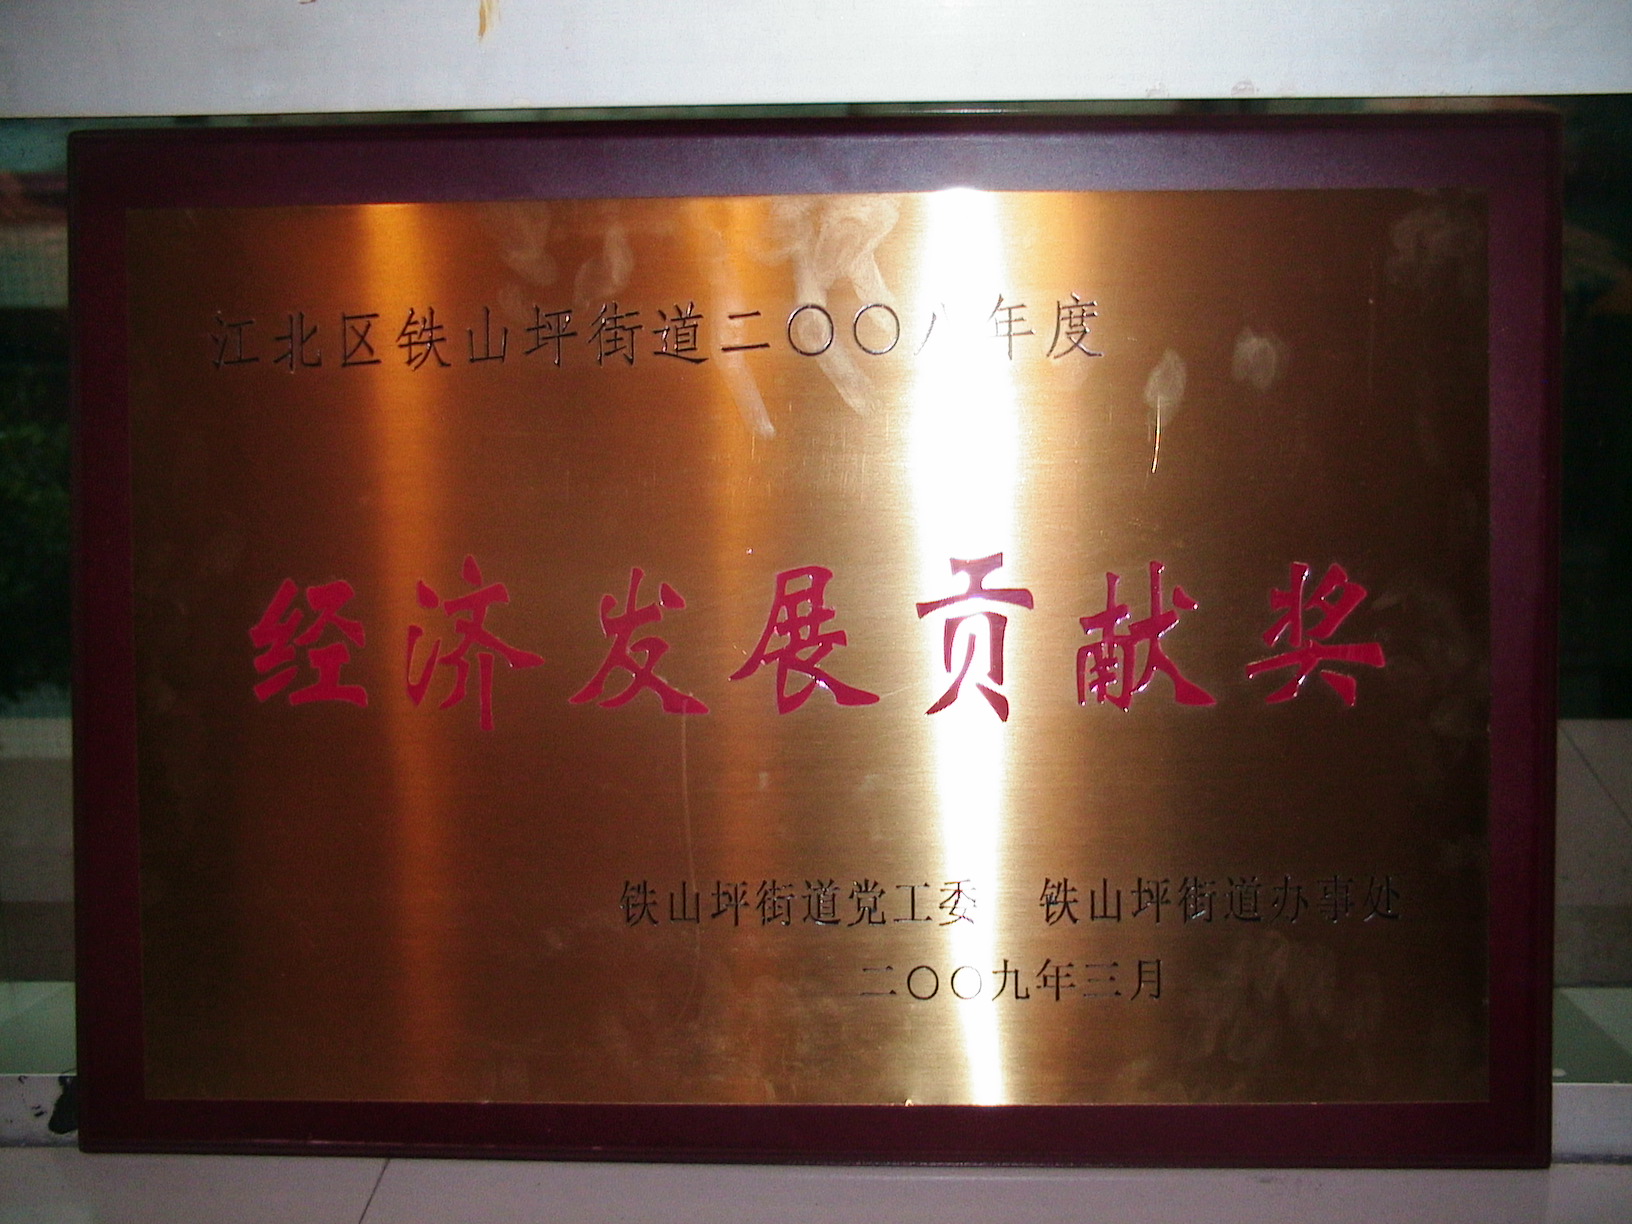 江北区铁山坪街道二〇〇八年度
经济发展贡献奖
铁山坪街道党工委 铁山坪街道办事处
二〇〇九年三月